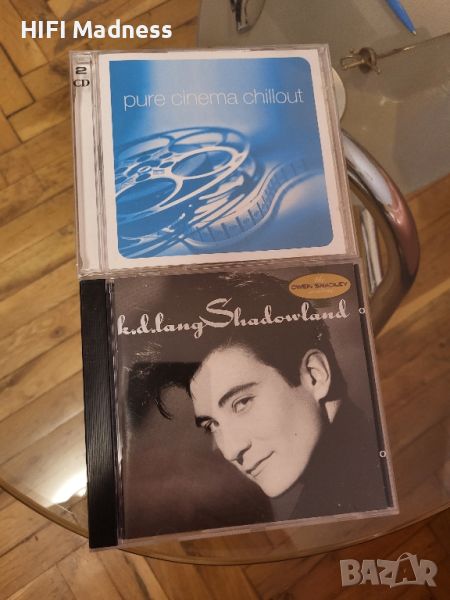 HIFI Madness
2
CD
pure cinema chillout
OWEN BRADLEY
k.d.lang Shadowland
BAZAR